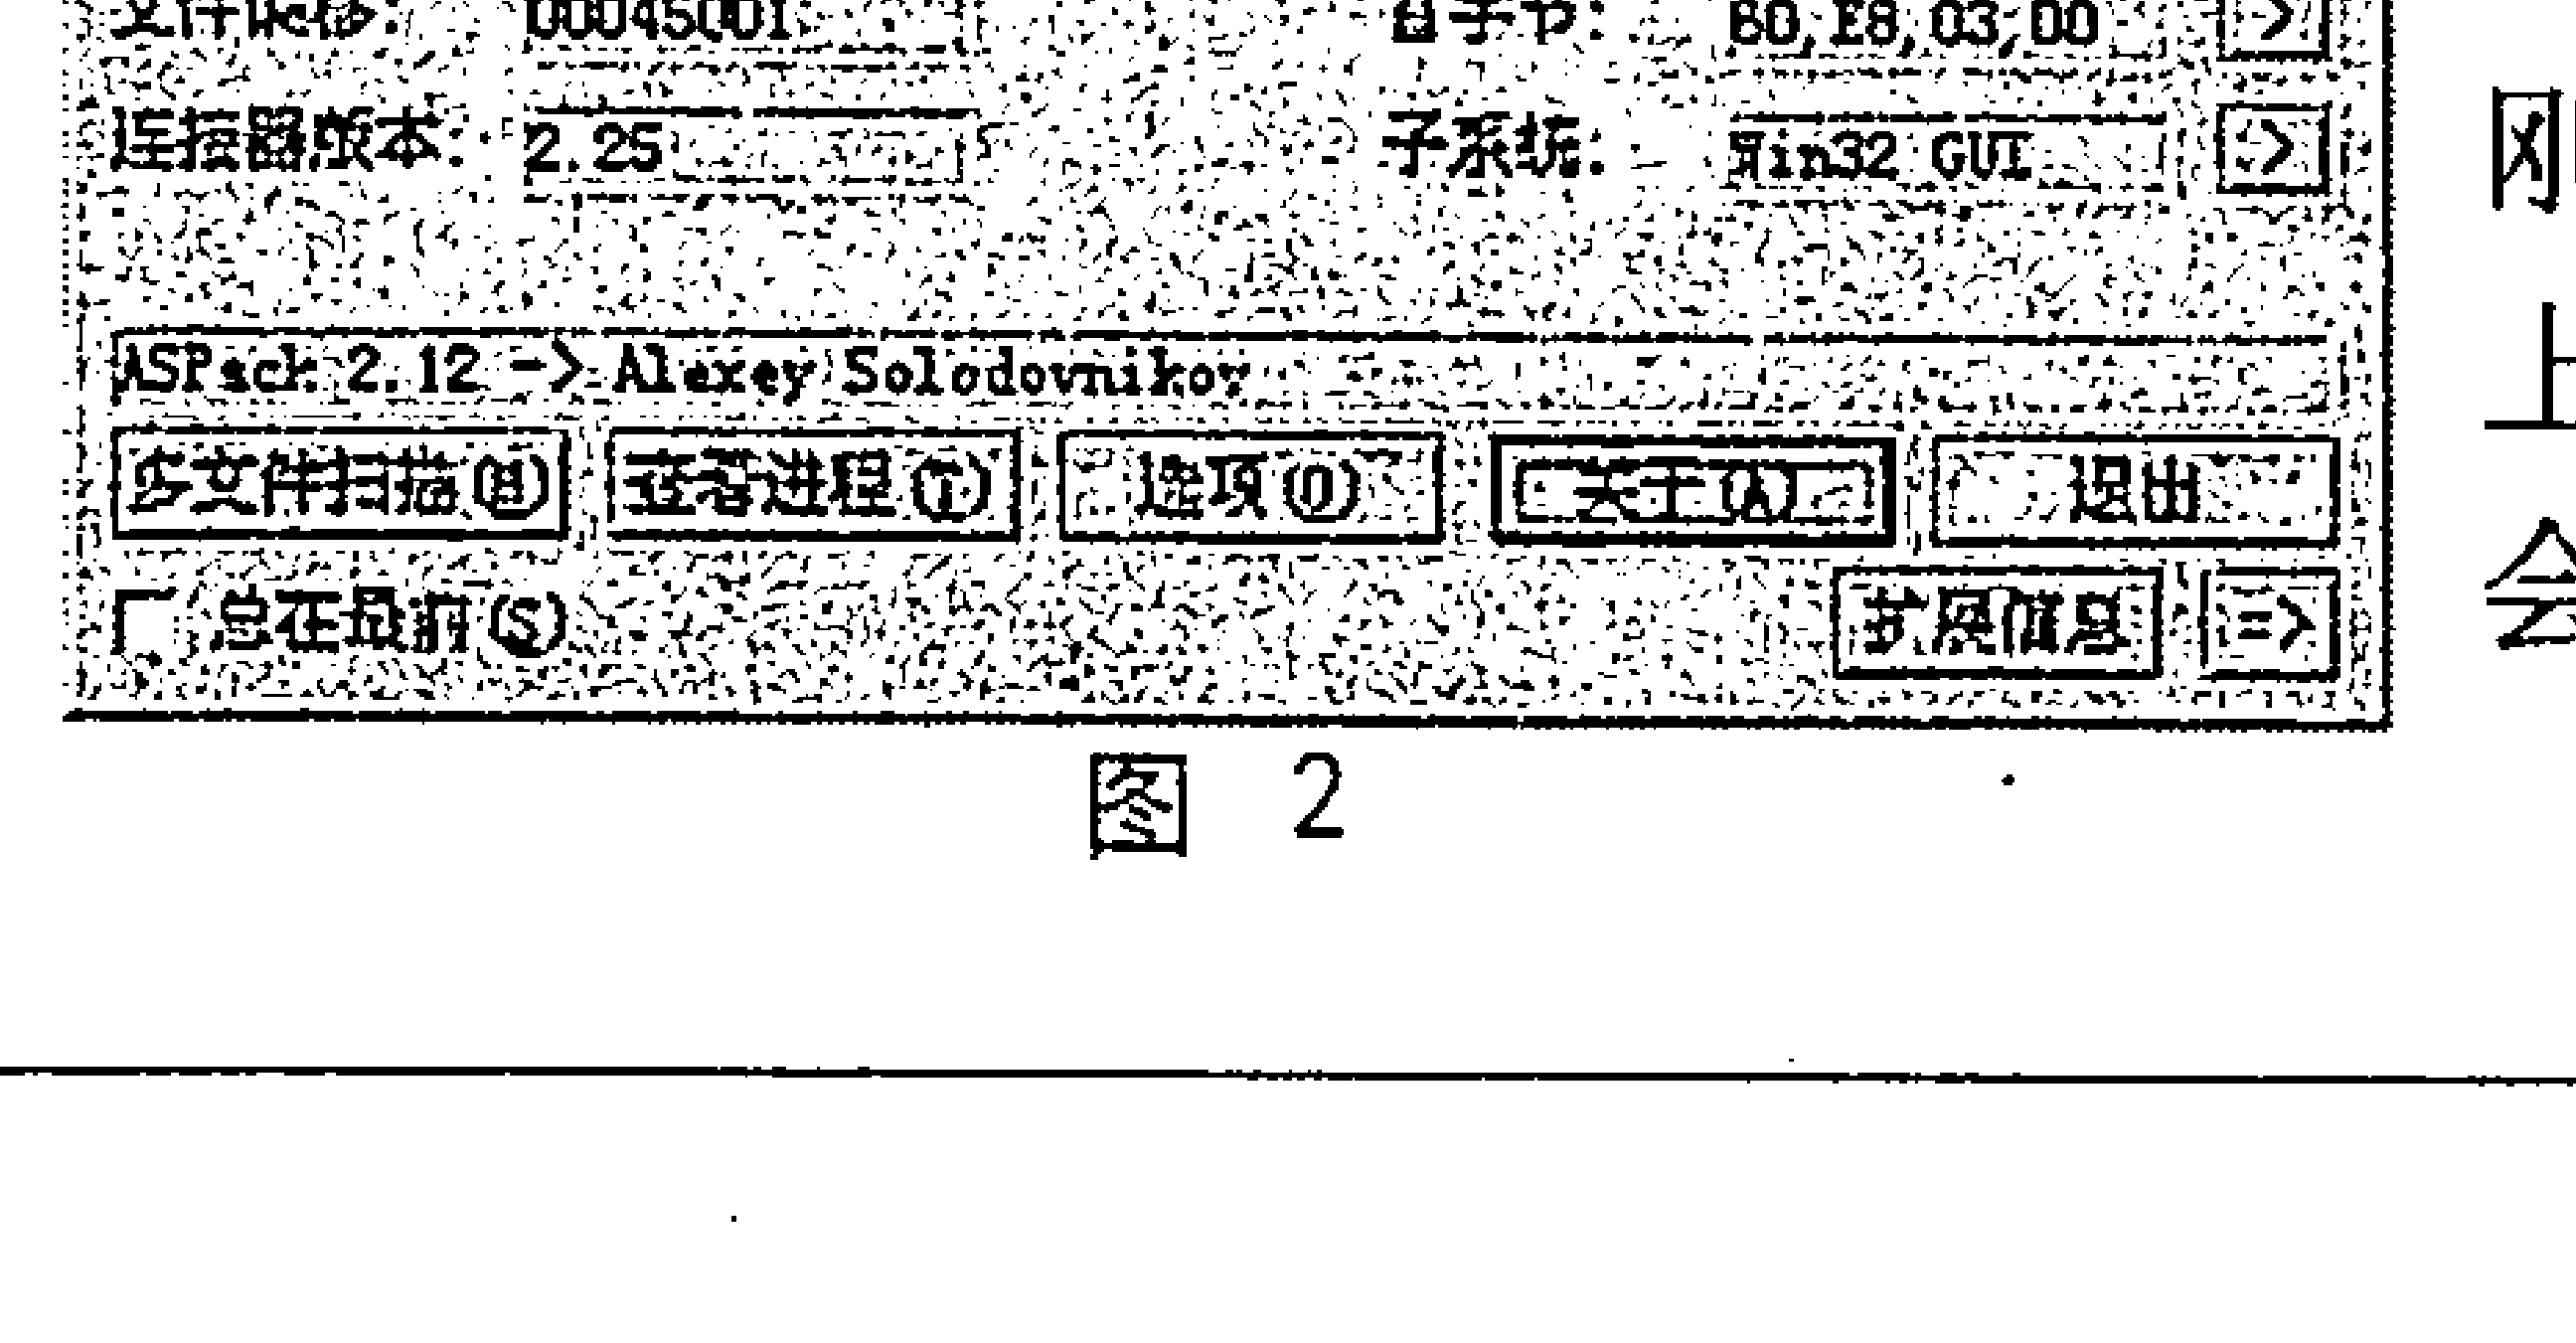 文件偏移: 00045001 首字节: 60,E8,03,00 >
连接器版本: 2.25 子系统: Win32 GUI >
ASPack 2.12 -> Alexey Solodovnikov
多文件扫描(M) 查看进程(T) 选项(O) 关于(A) 退出
总在最前(S) 扩展信息 =>
图 2
刚
上
会